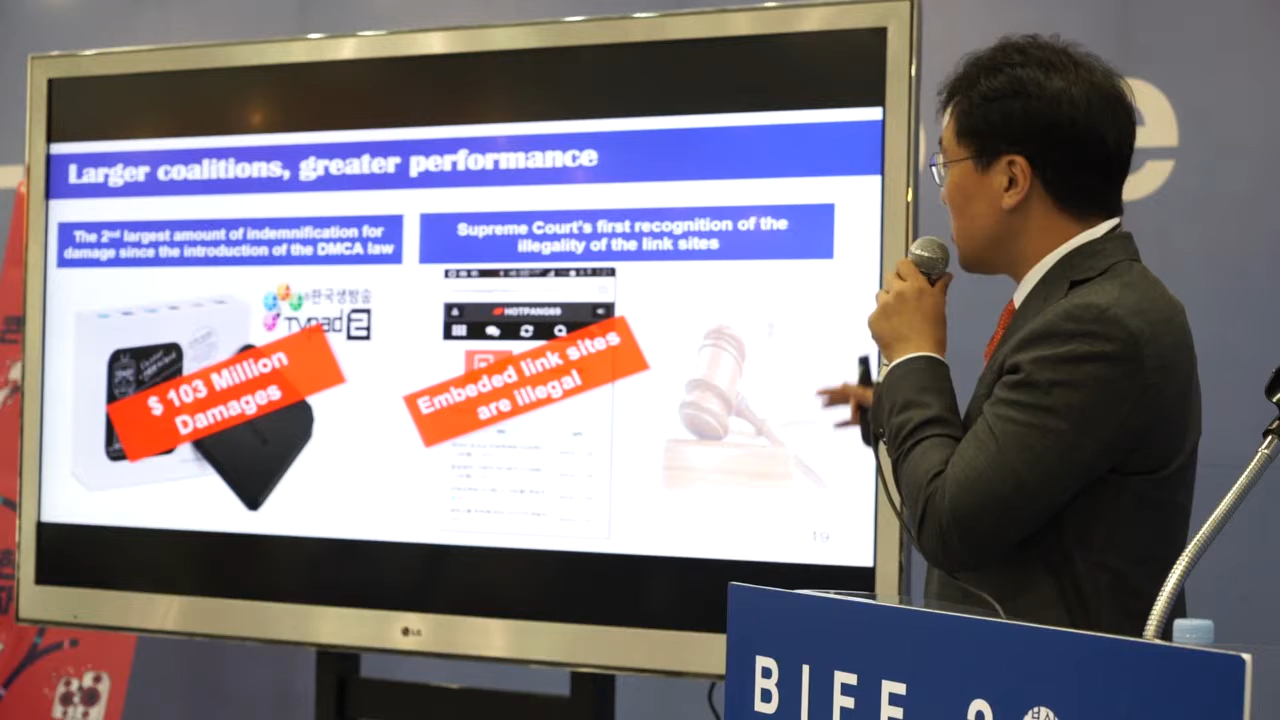 Larger coalitions, greater performance
The 2nd largest amount of indemnification for
damage since the introduction of the DMCA law
Supreme Court's first recognition of the
illegality of the link sites
한국생방송
TVpad 2
HOTPANG69
$ 103 Million
Damages
Embeded link sites
are illegal
19
LG
e
BIFF 2